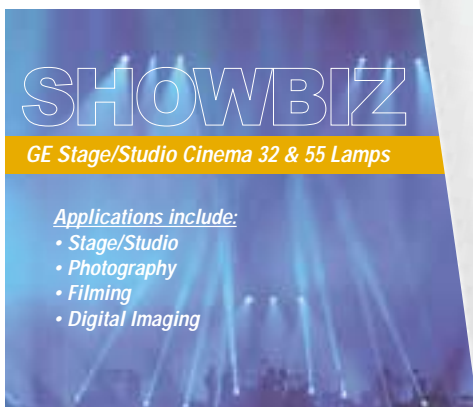 SHOWBIZ
GE Stage/Studio Cinema 32 & 55 Lamps
Applications include:
• Stage/Studio
• Photography
• Filming
• Digital Imaging